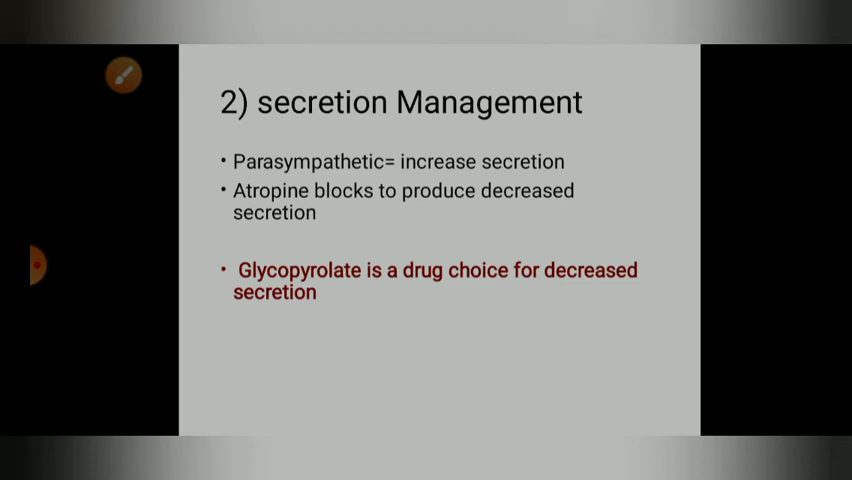 2) secretion Management
• Parasympathetic= increase secretion
• Atropine blocks to produce decreased
secretion
• Glycopyrolate is a drug choice for decreased
secretion